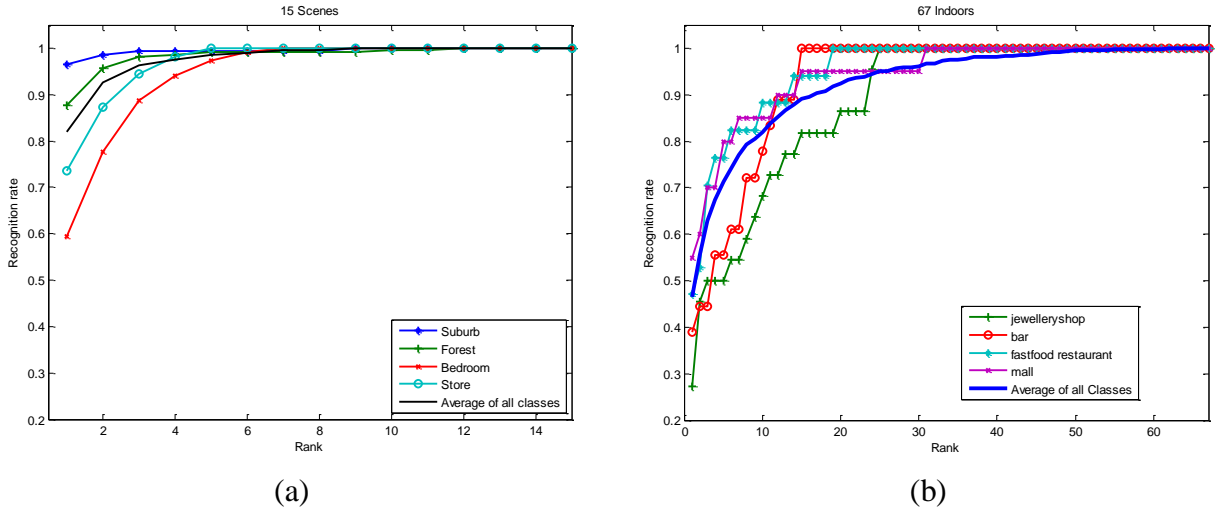 15 Scenes
Recognition rate
1
0.9
0.8
0.7
0.6
0.5
0.4
0.3
0.2
2 4 6 8 10 12 14
Rank
Suburb
Forest
Bedroom
Store
Average of all classes
(a)
67 Indoors
Recognition rate
1
0.9
0.8
0.7
0.6
0.5
0.4
0.3
0.2
0 10 20 30 40 50 60
Rank
jewelleryshop
bar
fastfood restaurant
mall
Average of all Classes
(b)